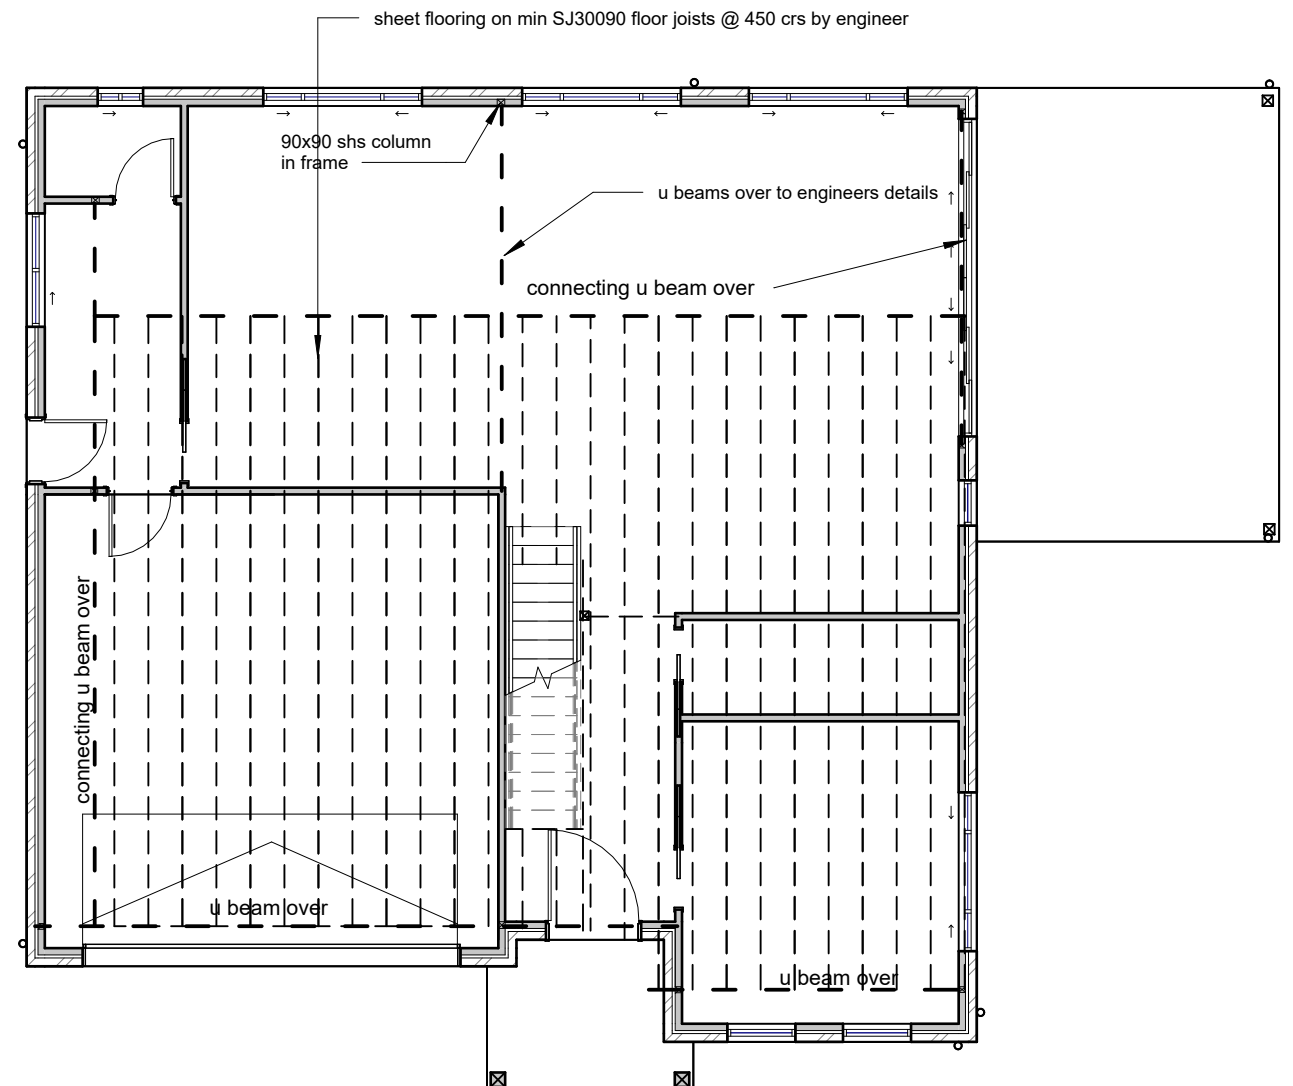 sheet flooring on min SJ30090 floor joists @ 450 crs by engineer
90x90 shs column
in frame
u beams over to engineers details
connecting u beam over
connecting u beam over
u beam over
u beam over